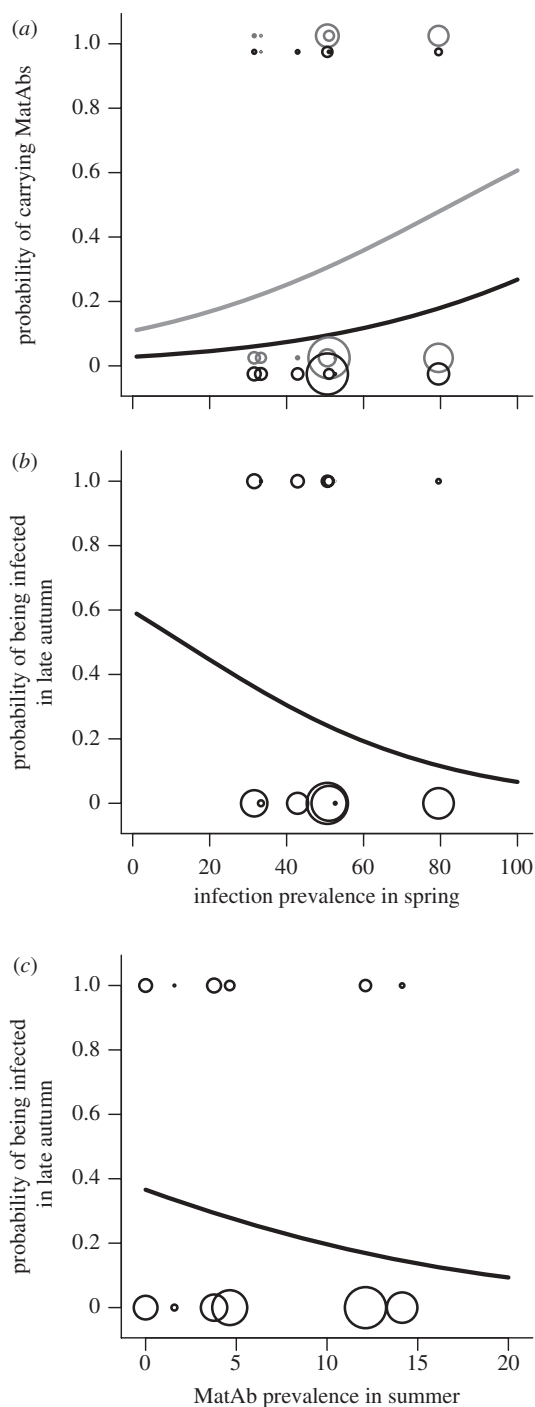 (a)
probability of carrying MatAbs
1.0
0.8
0.6
0.4
0.2
0
(b)
probability of being infected
in late autumn
1.0
0.8
0.6
0.4
0.2
0
0 20 40 60 80 100
infection prevalence in spring
(c)
probability of being infected
in late autumn
1.0
0.8
0.6
0.4
0.2
0
0 5 10 15 20
MatAb prevalence in summer